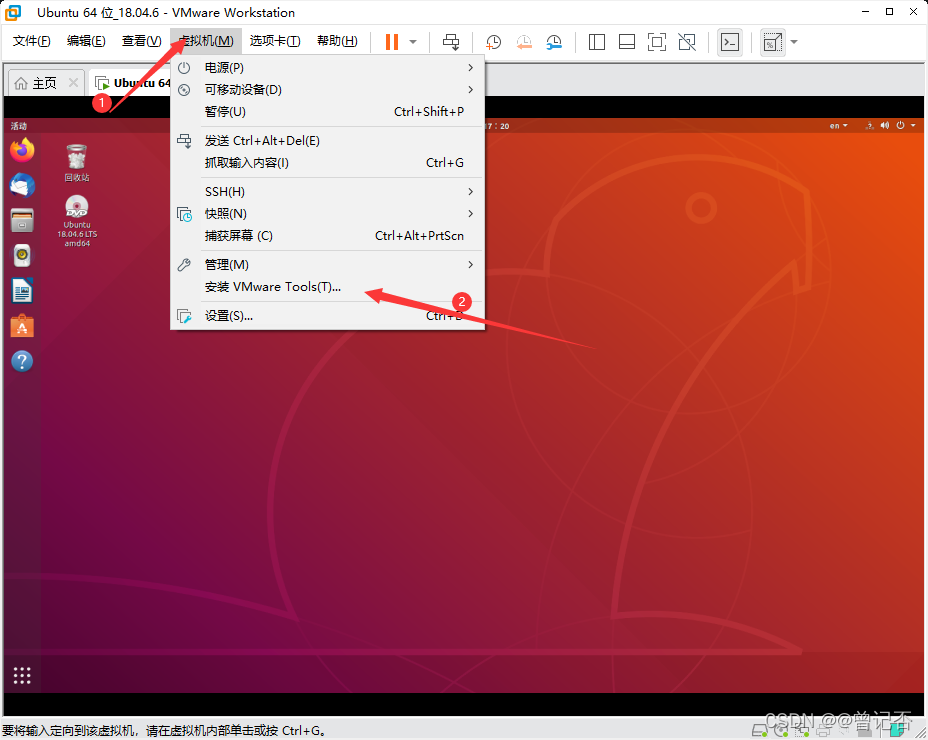 Ubuntu 64 位_18.04.6 - VMware Workstation
文件(F) 编辑(E) 查看(V) 虚拟机(M) 选项卡(T) 帮助(H)
主页
Ubuntu 64
1
电源(P)
可移动设备(D)
暂停(U) Ctrl+Shift+P
发送 Ctrl+Alt+Del(E)
抓取输入内容(I) Ctrl+G
SSH(H)
快照(N)
捕获屏幕 (C) Ctrl+Alt+PrtScn
管理(M)
安装 VMware Tools(T)...
2
设置(S)... Ctrl+D
活动
17：20
en
回收站
DVD
Ubuntu
18.04.6 LTS
amd64
要将输入定向到该虚拟机，请在虚拟机内部单击或按 Ctrl+G。
CSDN @@曾记否